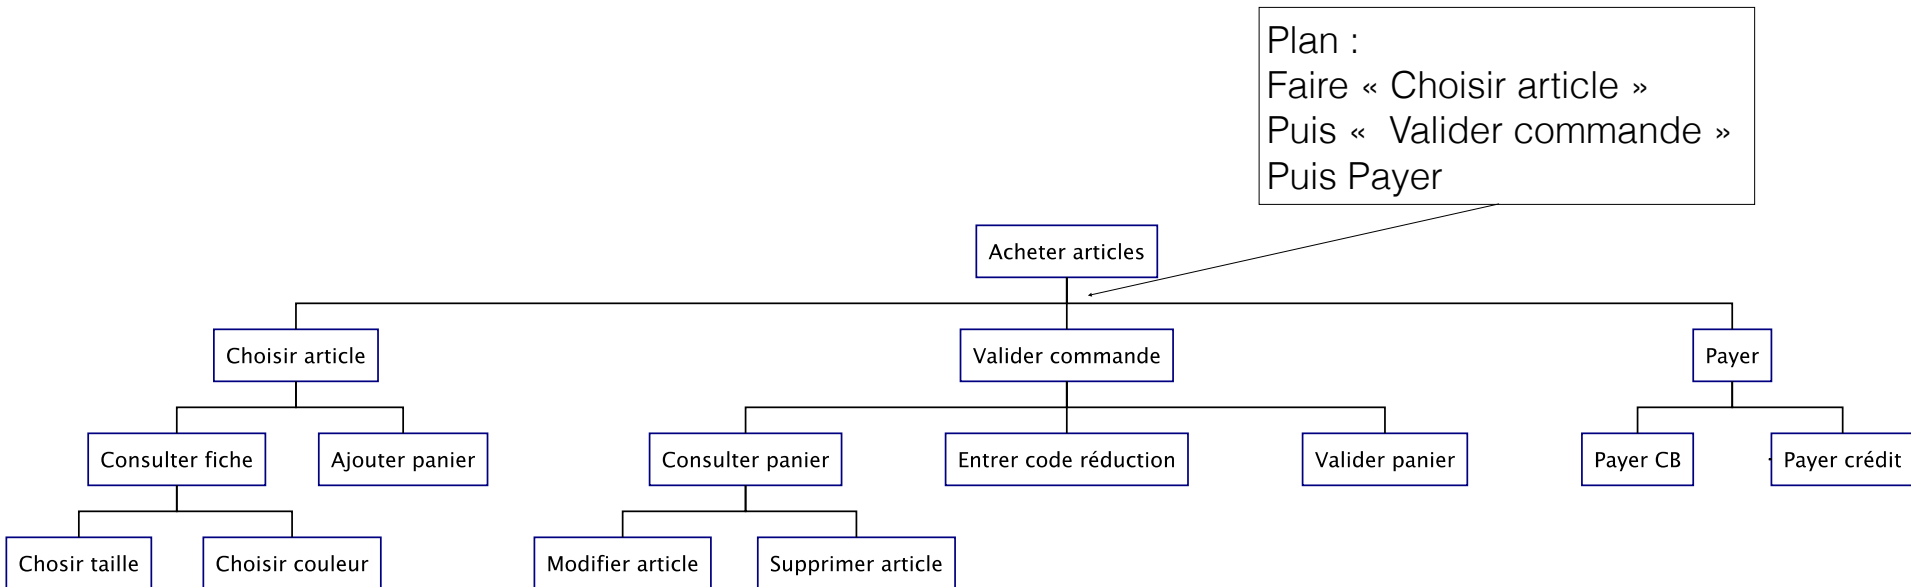 Plan :
Faire « Choisir article »
Puis «  Valider commande »
Puis Payer
Acheter articles
Choisir article
Valider commande
Payer
Consulter fiche
Ajouter panier
Consulter panier
Entrer code réduction
Valider panier
Payer CB
Payer crédit
Chosir taille
Choisir couleur
Modifier article
Supprimer article